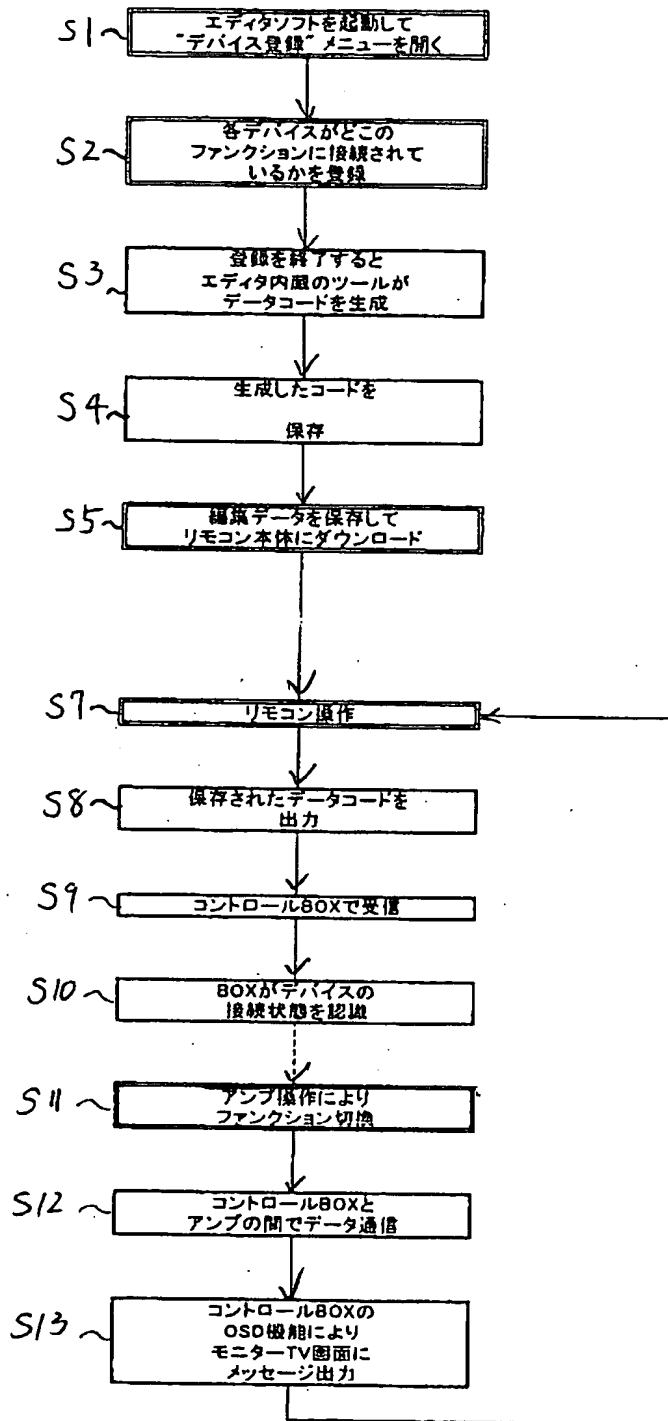 S1
エディタソフトを起動して
"デバイス登録" メニューを開く
S2
各デバイスがどこの
ファンクションに接続されて
いるかを登録
S3
登録を終了すると
エディタ内蔵のツールが
データコードを生成
S4
生成したコードを
保存
S5
編集データを保存して
リモコン本体にダウンロード
S7
リモコン操作
S8
保存されたデータコードを
出力
S9
コントロールBOXで受信
S10
BOXがデバイスの
接続状態を認識
S11
アンプ操作により
ファンクション切換
S12
コントロールBOXと
アンプの間でデータ通信
S13
コントロールBOXの
OSD機能により
モニターTV画面に
メッセージ出力